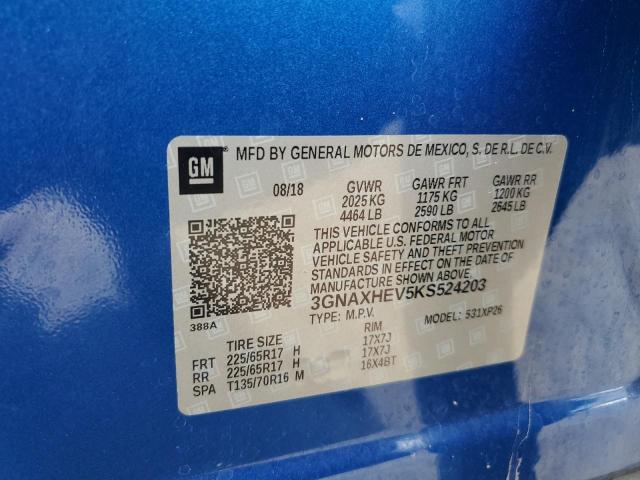 GM MFD BY GENERAL MOTORS DE MEXICO, S. DE R.L. DE C.V.
08/18 GVWR GAWR FRT GAWR RR
2025 KG 1175 KG 1200 KG
4464 LB 2590 LB 2645 LB
THIS VEHICLE CONFORMS TO ALL
APPLICABLE U.S. FEDERAL MOTOR
VEHICLE SAFETY AND THEFT PREVENTION
STANDARDS IN EFFECT ON THE DATE OF
MANUFACTURE SHOWN ABOVE.
3GNAXHEV5KS524203
388A TYPE: M.P.V. MODEL: 531XP26
TIRE SIZE RIM
FRT 225/65R17 H 17X7J
RR 225/65R17 H 17X7J
SPA T135/70R16 M 16X4BT